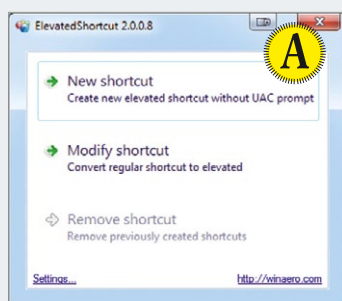 ElevatedShortcut 2.0.0.8
A
New shortcut
Create new elevated shortcut without UAC prompt
Modify shortcut
Convert regular shortcut to elevated
Remove shortcut
Remove previously created shortcuts
Settings...
http://winaero.com